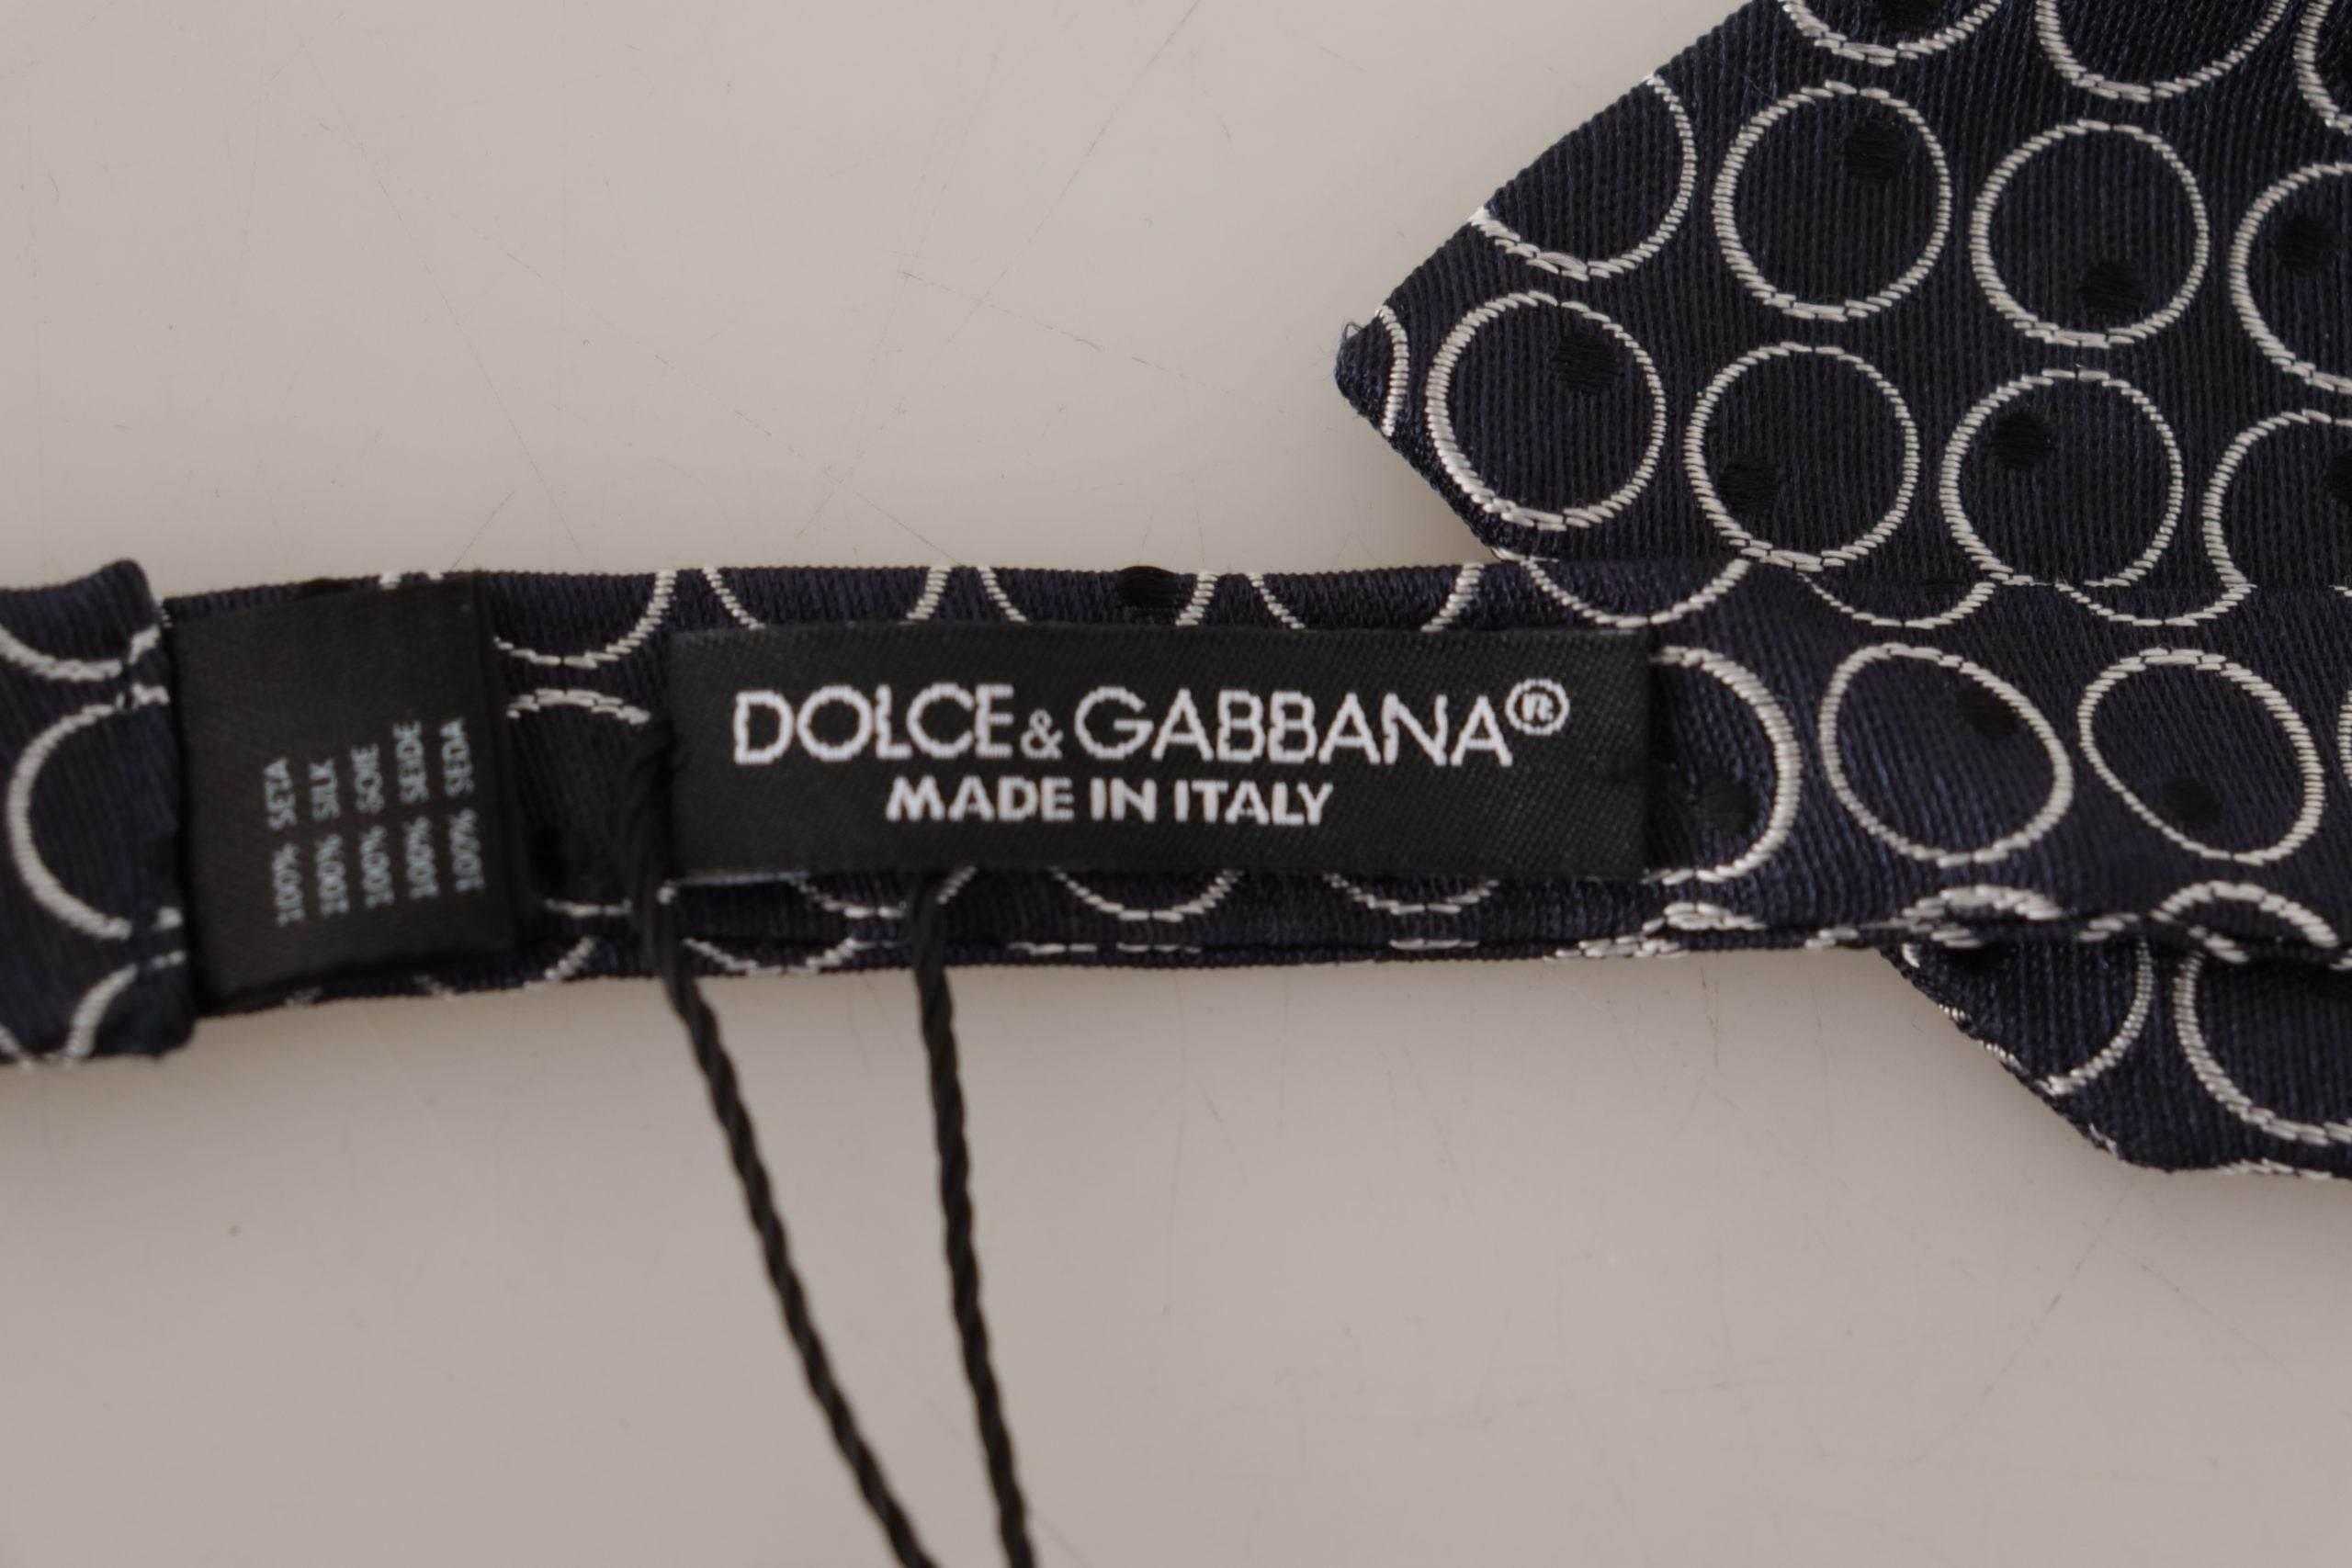 DOLCE&GABBANA®
MADE IN ITALY
100% SETA
100% SILK
100% SOIE
100% SEIDE
100% SEDA